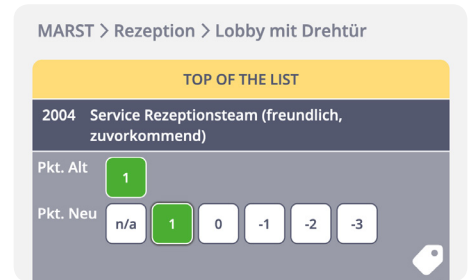 MARST > Rezeption > Lobby mit Drehtür
TOP OF THE LIST
2004 Service Rezeptionsteam (freundlich,
zuvorkommend)
Pkt. Alt
1
Pkt. Neu
n/a 1 0 -1 -2 -3